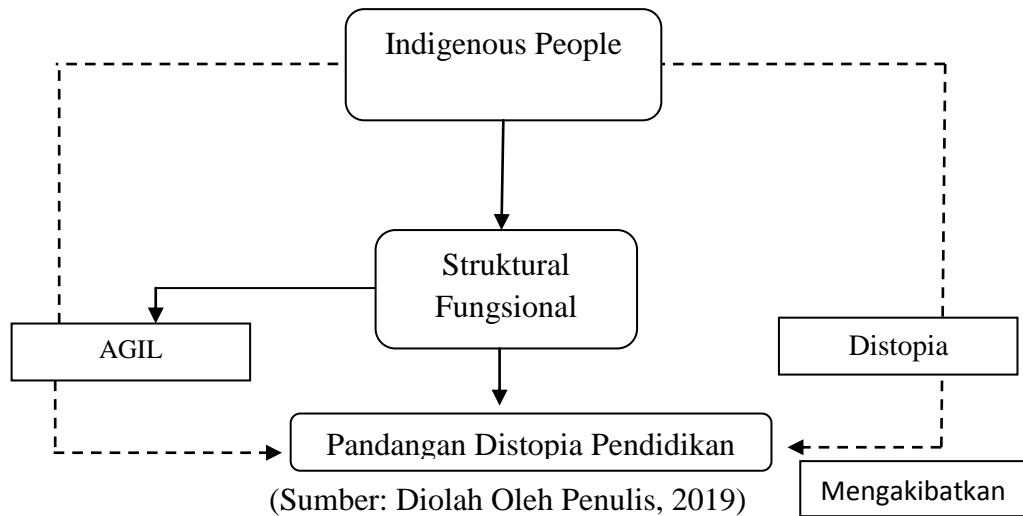 Indigenous People
Struktural
Fungsional
AGIL
Distopia
Pandangan Distopia Pendidikan
(Sumber: Diolah Oleh Penulis, 2019)
Mengakibatkan